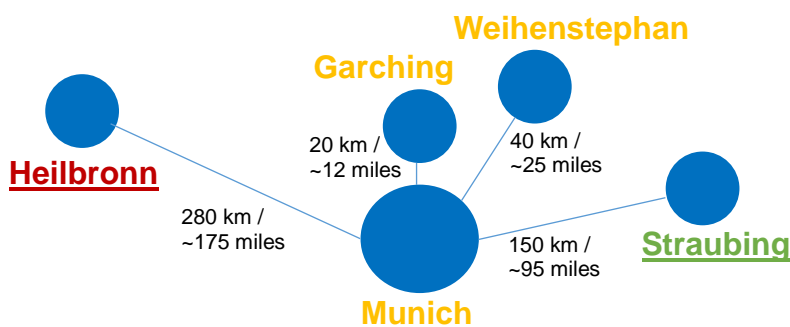 Weihenstephan
Garching
Heilbronn
20 km /
~12 miles
40 km /
~25 miles
280 km /
~175 miles
150 km /
~95 miles
Straubing
Munich